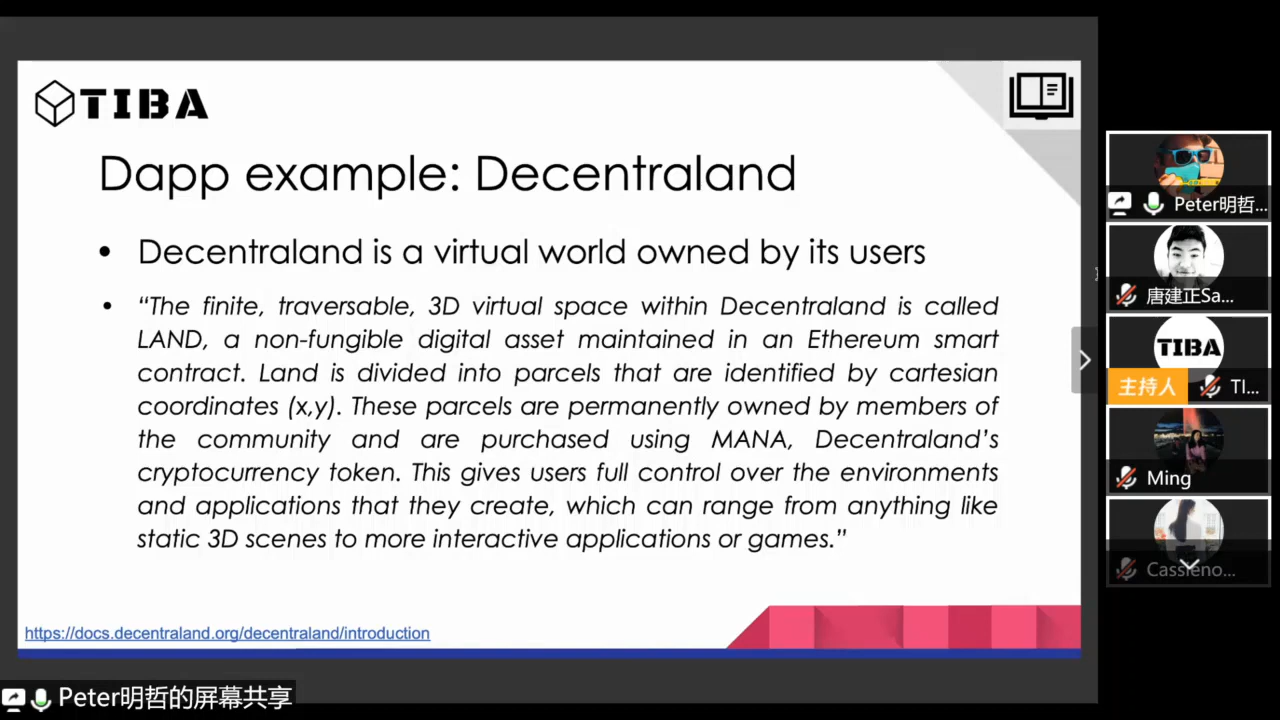 TIBA
Dapp example: Decentraland
• Decentraland is a virtual world owned by its users
• “The finite, traversable, 3D virtual space within Decentraland is called
LAND, a non-fungible digital asset maintained in an Ethereum smart
contract. Land is divided into parcels that are identified by cartesian
coordinates (x,y). These parcels are permanently owned by members of
the community and are purchased using MANA, Decentraland’s
cryptocurrency token. This gives users full control over the environments
and applications that they create, which can range from anything like
static 3D scenes to more interactive applications or games.”
https://docs.decentraland.org/decentraland/introduction
Peter明哲的屏幕共享
Peter明哲...
唐建正Sa...
TIBA
主持人 TI...
Ming
Cassieno...